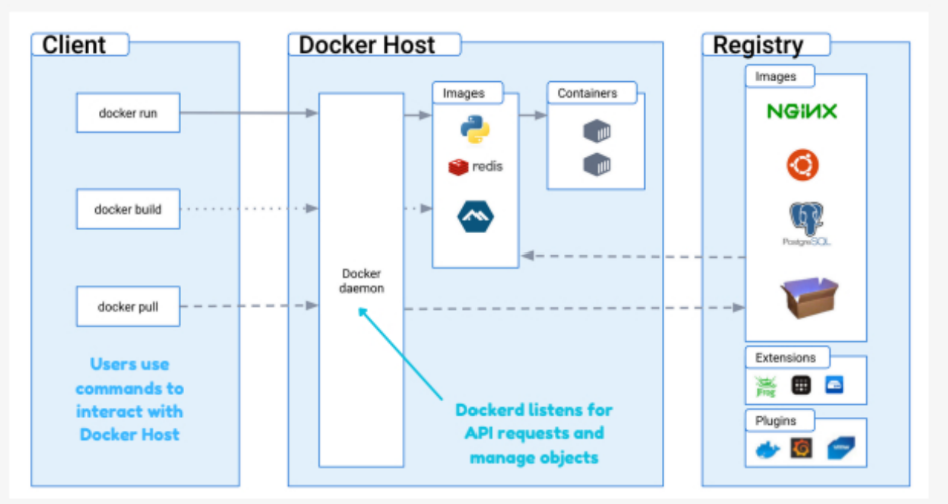 Client
docker run
docker build
docker pull
Users use
commands to
interact with
Docker Host
Docker Host
Docker
daemon
Images
redis
Containers
Dockerd listens for
API requests and
manage objects
Registry
Images
NGINX
PostgreSQL
Extensions
JFrog
Plugins